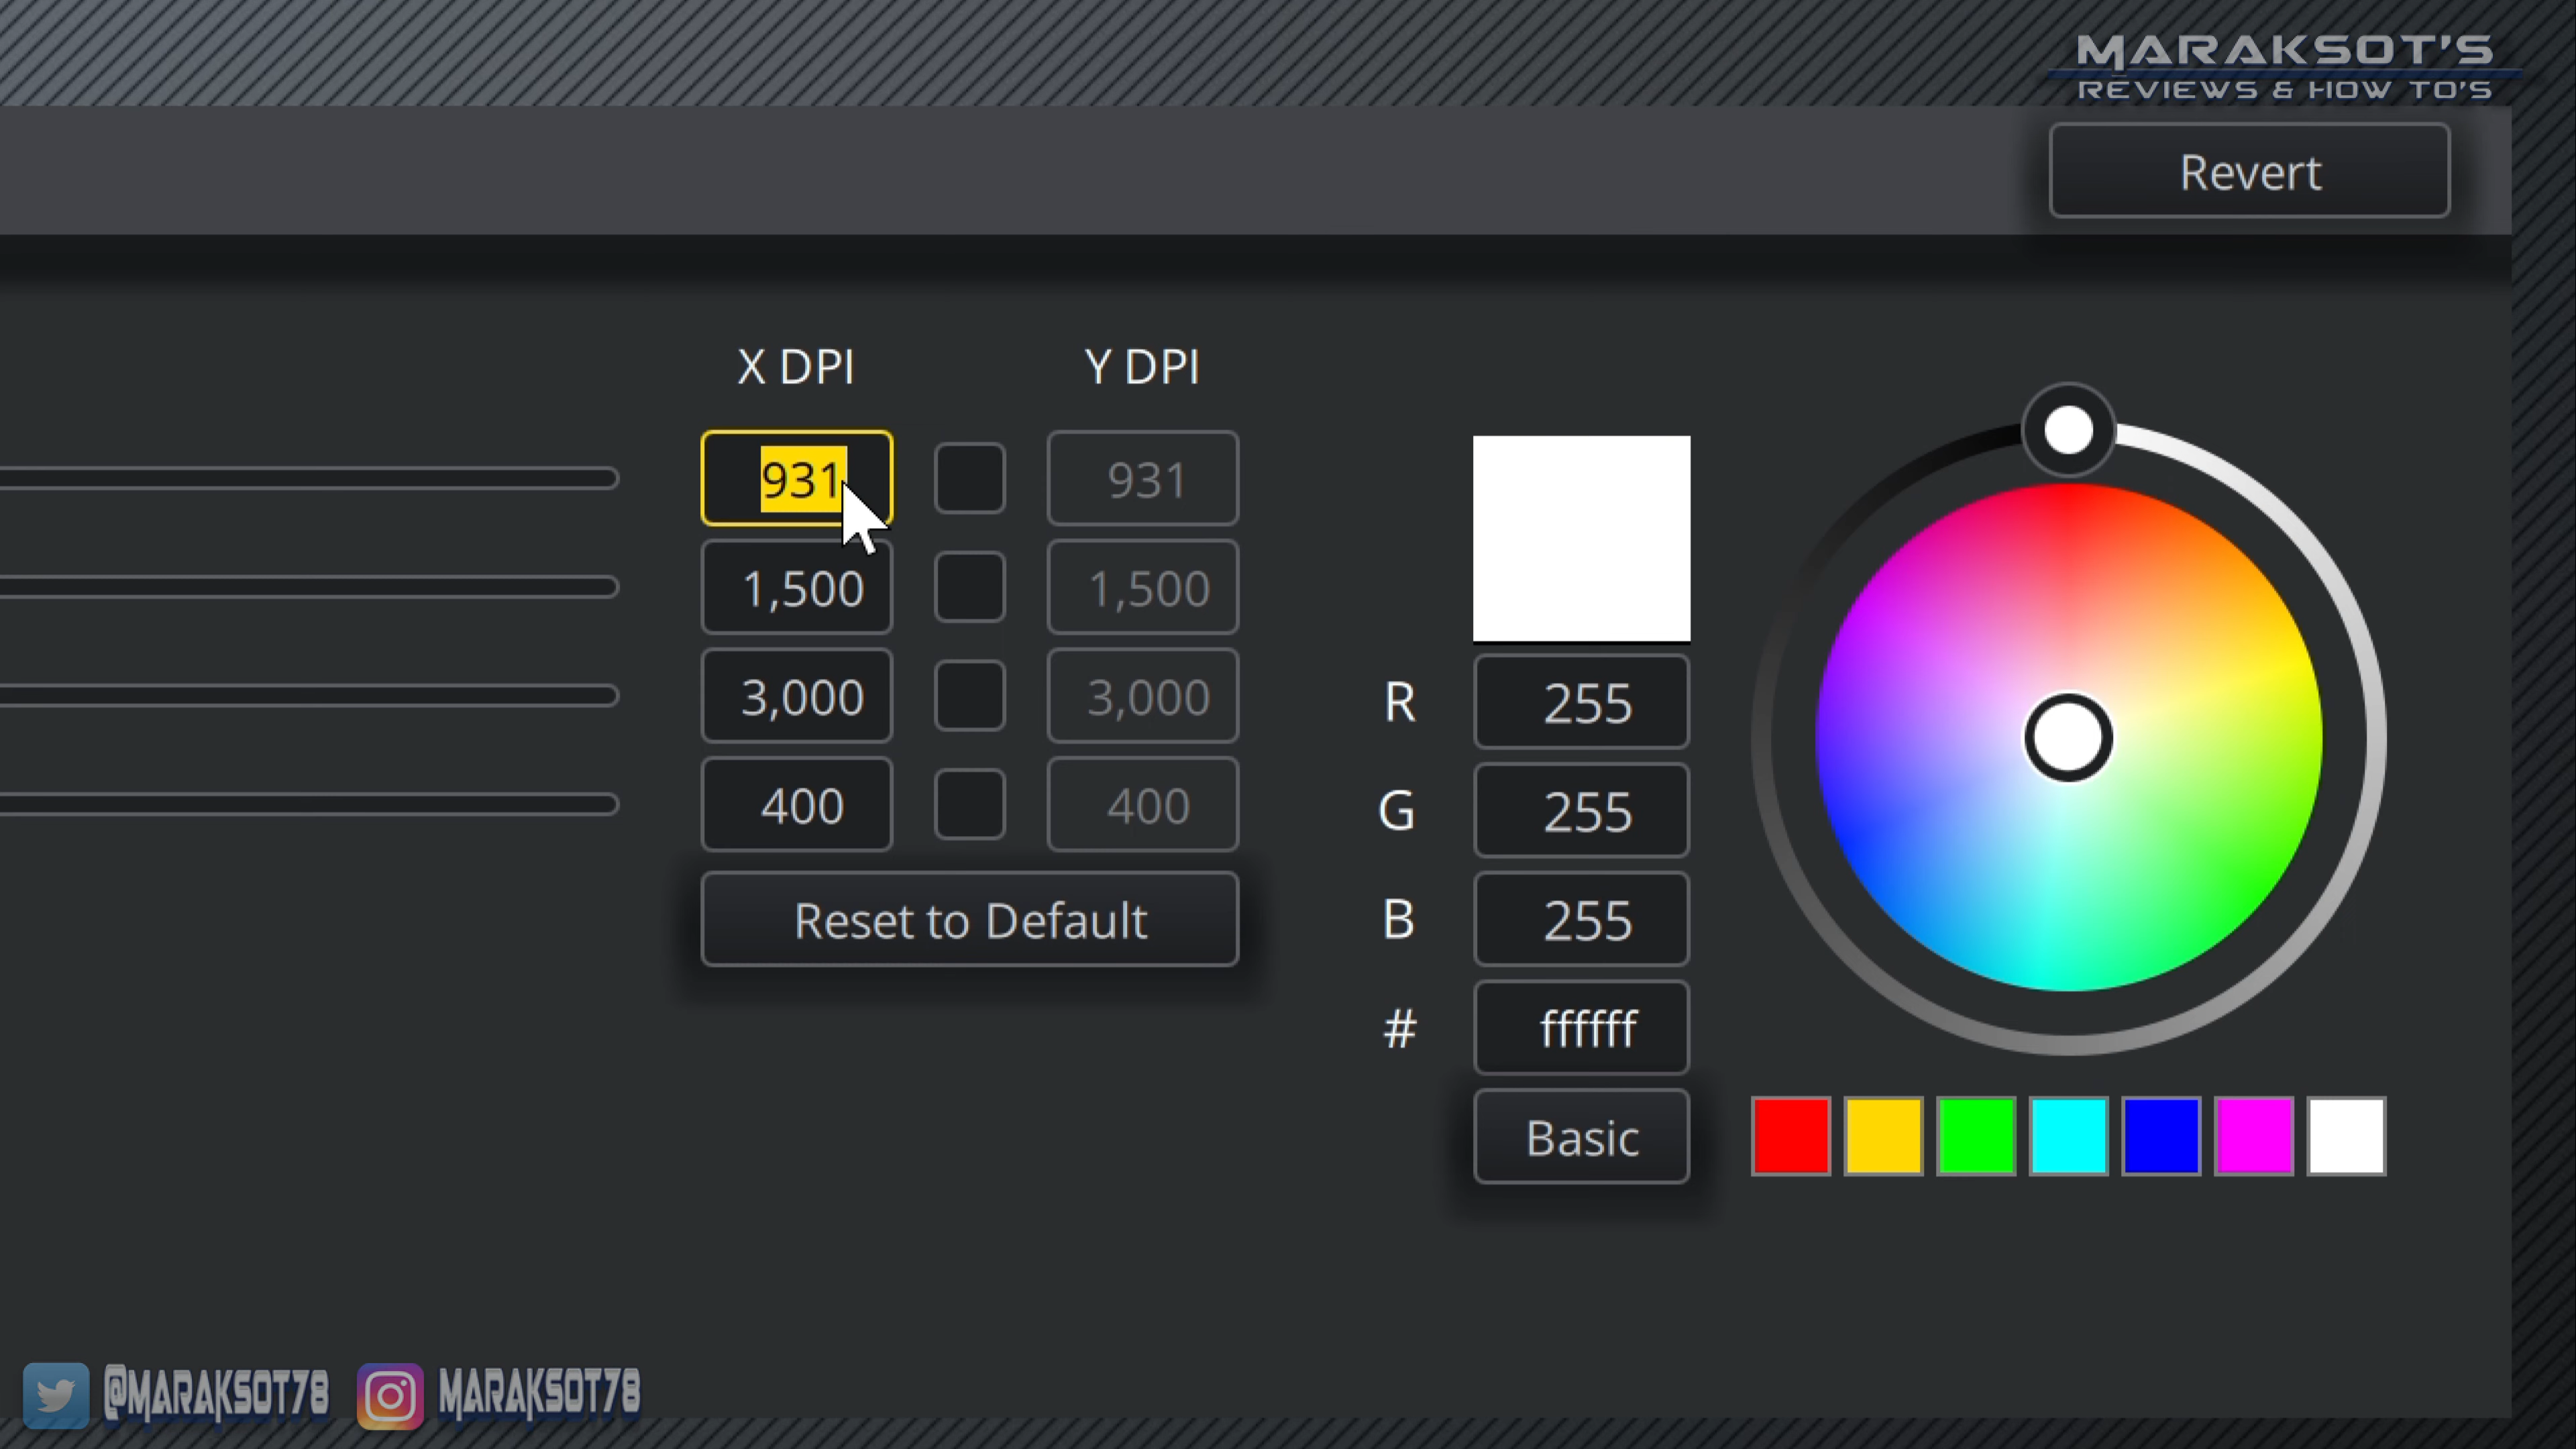 MARAKSOT'S
REVIEWS & HOW TO'S
Revert
X DPI Y DPI
931 931
1,500 1,500
3,000 3,000
400 400
Reset to Default
R 255
G 255
B 255
# ffffff
Basic
@MARAKSOT78 MARAKSOT78